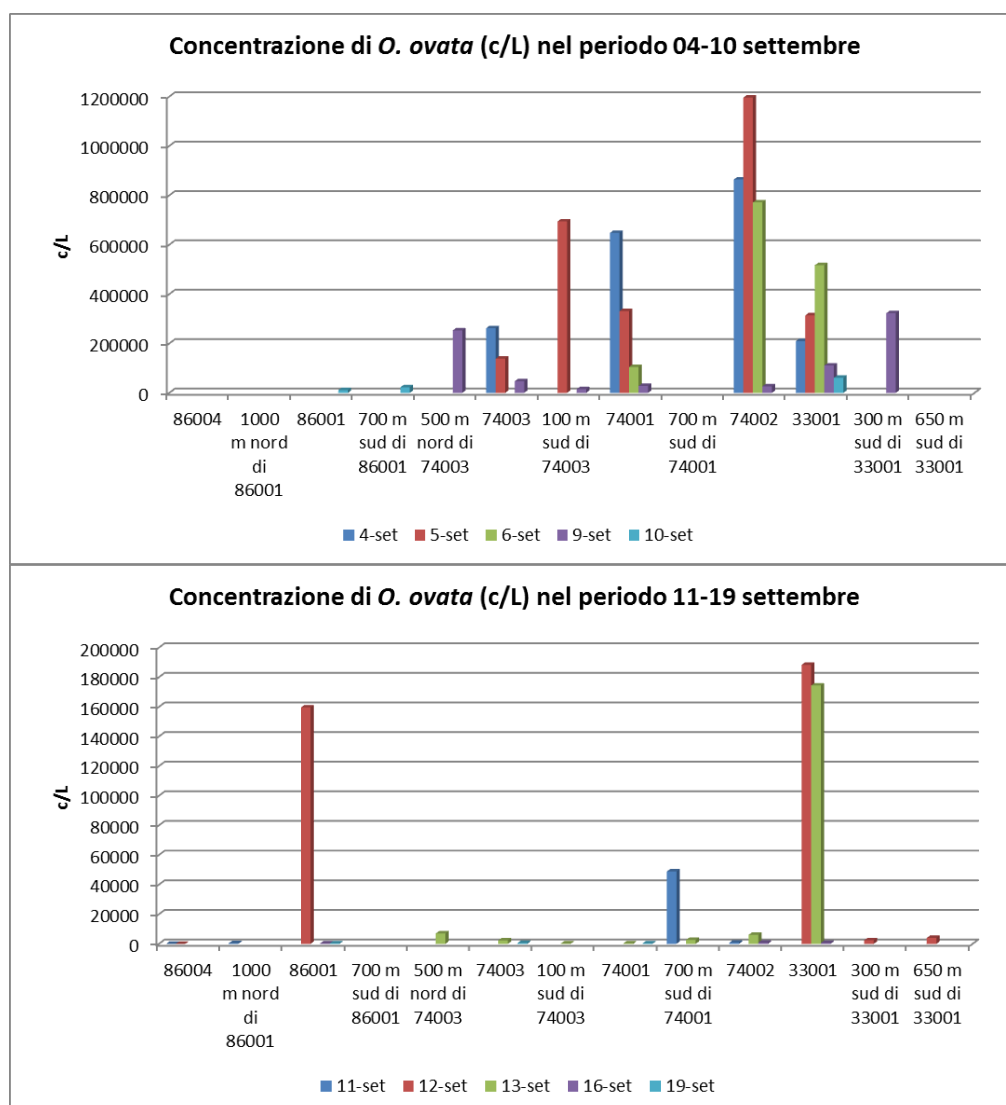 Concentrazione di O. ovata (c/L) nel periodo 04-10 settembre
1200000
1000000
800000
600000
400000
200000
0
c/L
86004 1000 86001 700 m 500 m 74003 100 m 74001 700 m 74002 33001 300 m 650 m
m nord sud di nord di sud di sud di sud di sud di
di 86001 74003 74003 74001 33001 33001
86001
4-set 5-set 6-set 9-set 10-set
Concentrazione di O. ovata (c/L) nel periodo 11-19 settembre
200000
180000
160000
140000
120000
100000
80000
60000
40000
20000
0
c/L
86004 1000 86001 700 m 500 m 74003 100 m 74001 700 m 74002 33001 300 m 650 m
m nord sud di nord di sud di sud di sud di sud di
di 86001 74003 74003 74001 33001 33001
86001
11-set 12-set 13-set 16-set 19-set